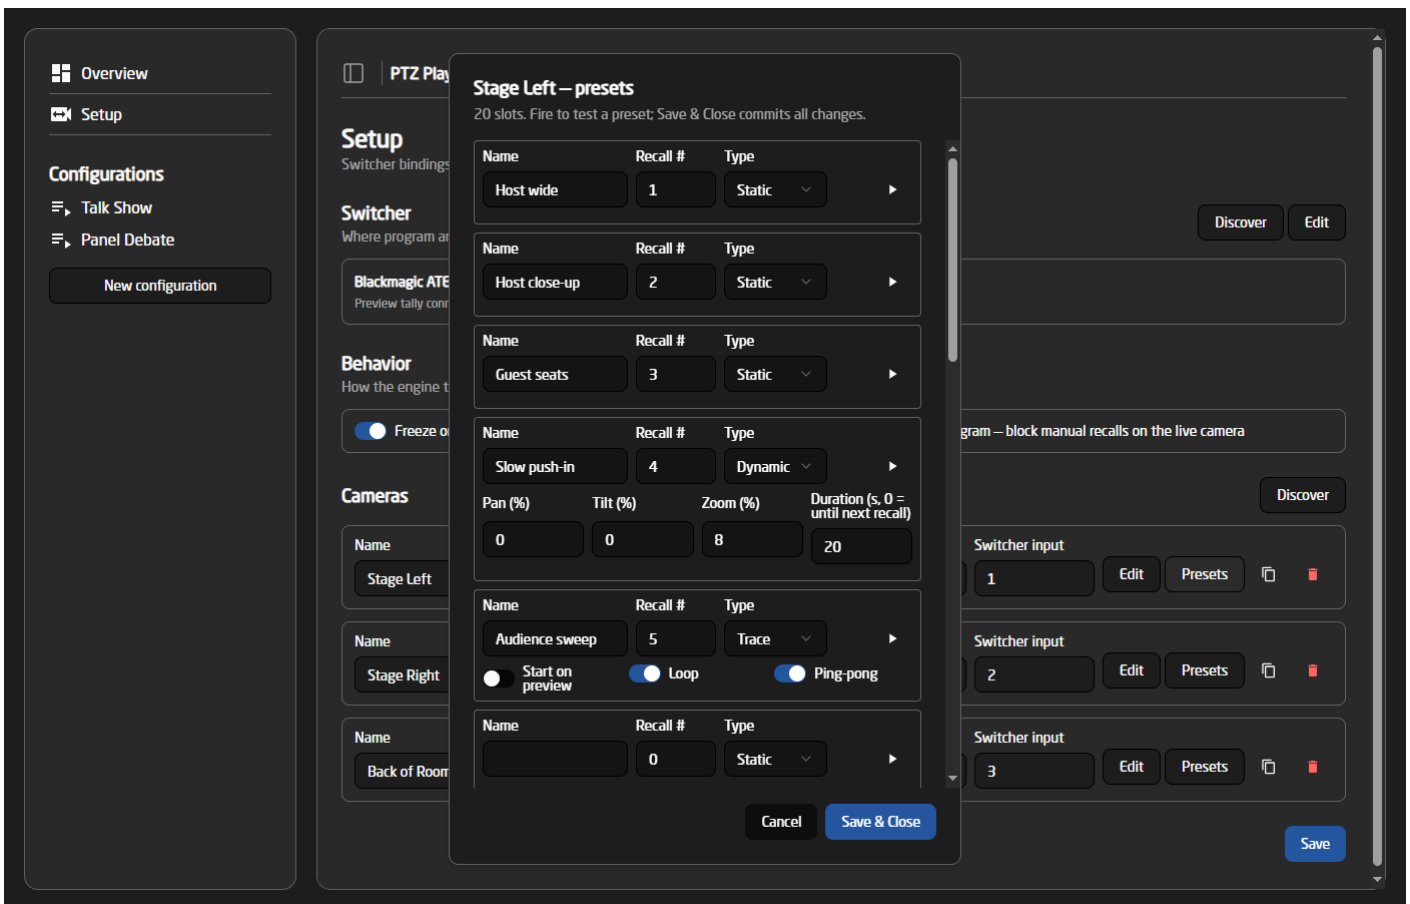 Overview
Setup
Configurations
Talk Show
Panel Debate
New configuration
PTZ Play
Setup
Switcher bindings
Switcher
Where program ar
Discover
Edit
Blackmagic ATE
Preview tally conr
Behavior
How the engine t
Freeze o
gram – block manual recalls on the live camera
Cameras
Discover
Name
Switcher input
Stage Left
1
Edit
Presets
Name
Switcher input
Stage Right
2
Edit
Presets
Name
Switcher input
Back of Room
3
Edit
Presets
Save
Stage Left – presets
20 slots. Fire to test a preset; Save & Close commits all changes.
Name Recall # Type
Host wide 1 Static
Name Recall # Type
Host close-up 2 Static
Name Recall # Type
Guest seats 3 Static
Name Recall # Type
Slow push-in 4 Dynamic
Pan (%) Tilt (%) Zoom (%) Duration (s, 0 =
until next recall)
0 0 8 20
Name Recall # Type
Audience sweep 5 Trace
Start on
preview
Loop
Ping-pong
Name Recall # Type
0 Static
Cancel
Save & Close